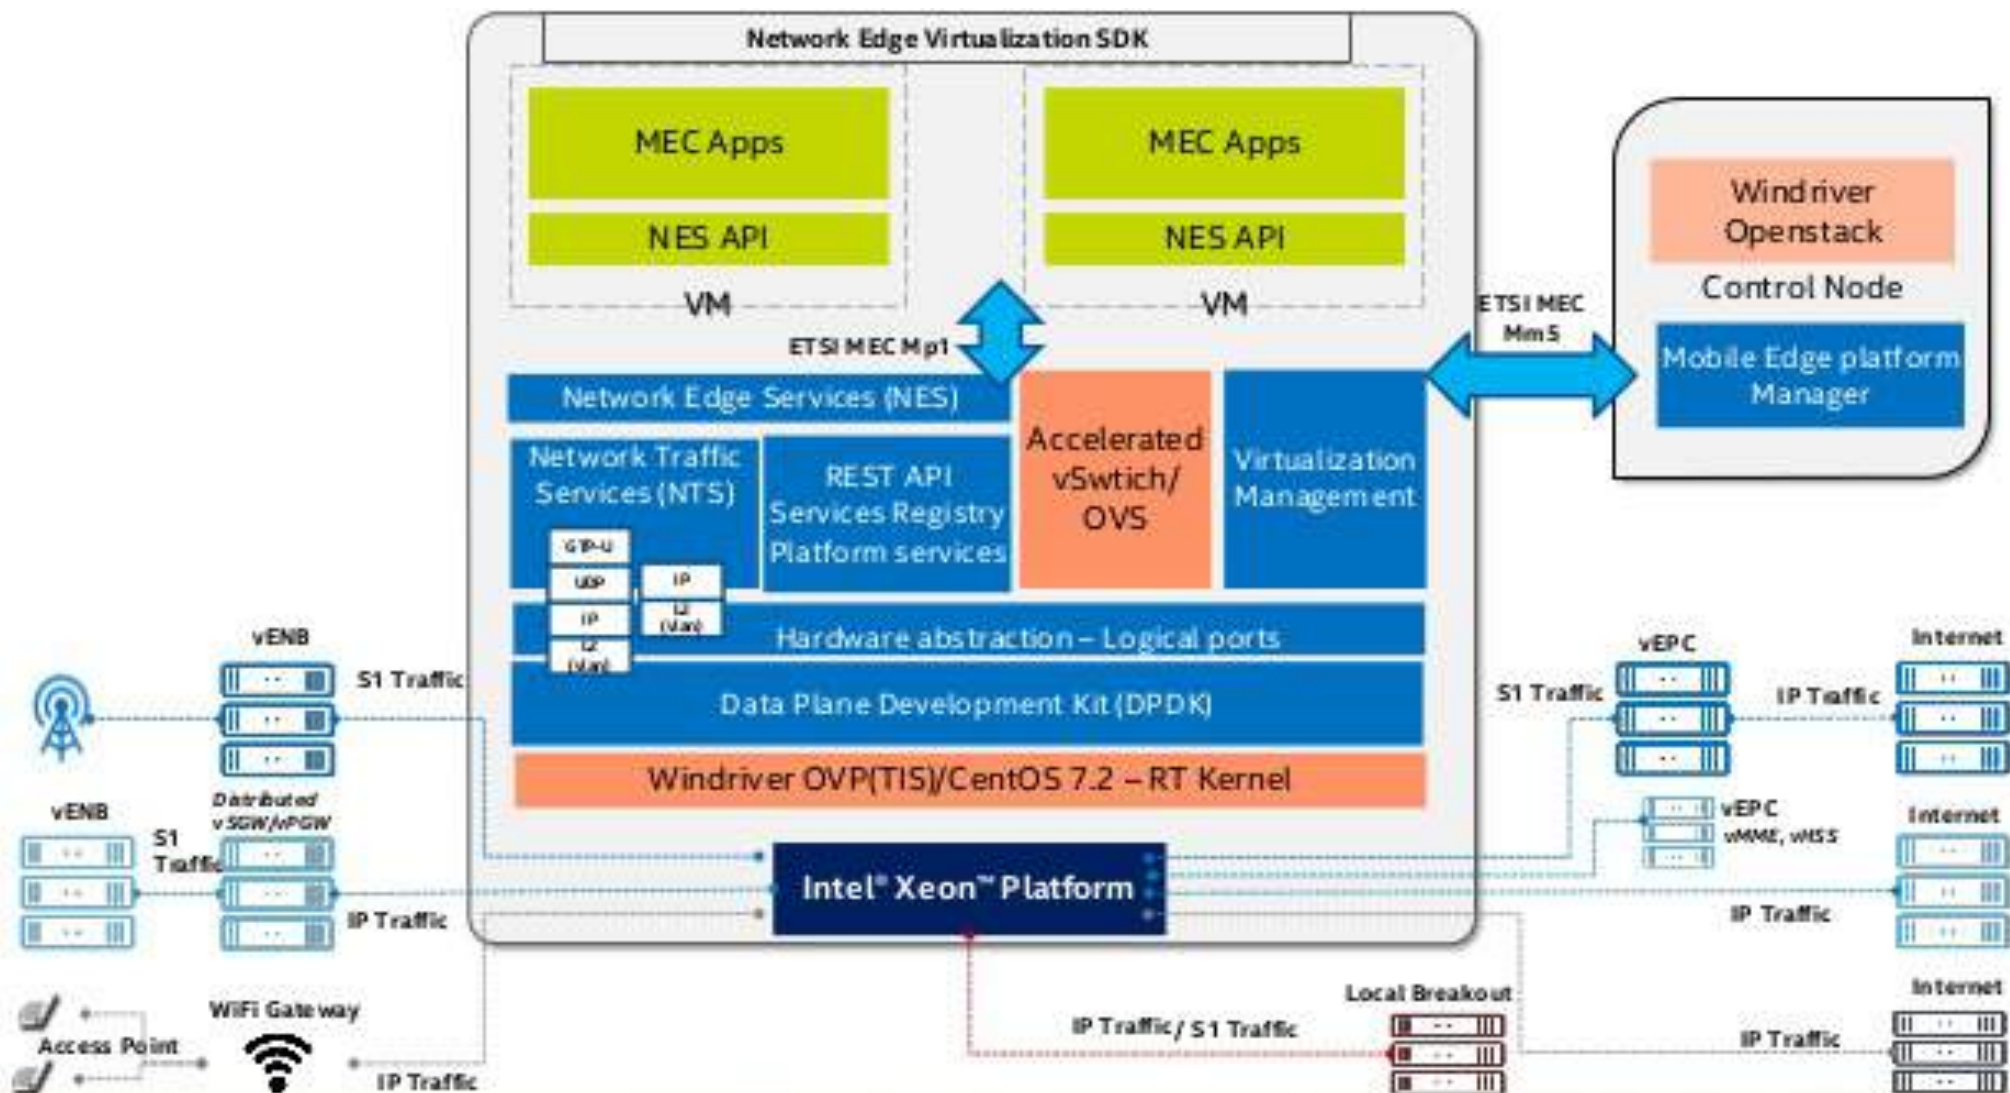 Network Edge Virtualization SDK
MEC Apps
NES API
VM
MEC Apps
NES API
VM
ETSI MEC Mp1
ETSI MEC
Mm5
Windriver
Openstack
Control Node
Mobile Edge platform
Manager
Network Edge Services (NES)
Network Traffic
Services (NTS)
REST API
Services Registry
Platform services
Accelerated
vSwtich/
OVS
Virtualization
Management
GTP-U
UDP
IP
L2
(vlan)
IP
L2
(vlan)
Hardware abstraction – Logical ports
Data Plane Development Kit (DPDK)
Windriver OVP(TIS)/CentOS 7.2 – RT Kernel
Intel® Xeon™ Platform
vENB
S1 Traffic
vENB
S1
Traffic
Distributed
vSGW/vPGW
IP Traffic
WiFi Gateway
Access Point
IP Traffic
vEPC
S1 Traffic
IP Traffic
Internet
vEPC
vMME, vHSS
Internet
IP Traffic
Local Breakout
IP Traffic/ S1 Traffic
Internet
IP Traffic